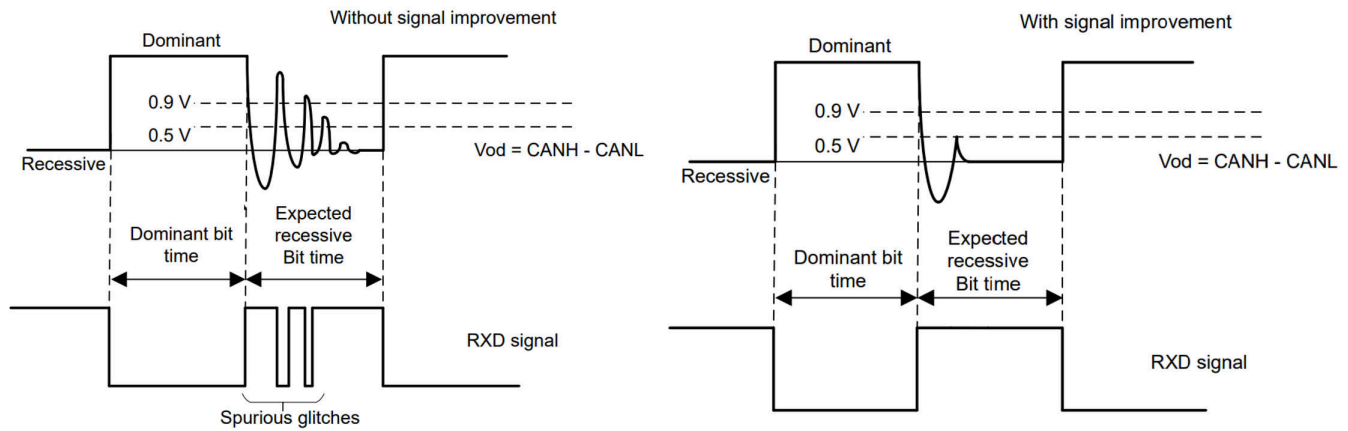 Without signal improvement
Dominant
0.9 V
0.5 V
Recessive
Vod = CANH - CANL
Dominant bit
time
Expected
recessive
Bit time
RXD signal
Spurious glitches
With signal improvement
Dominant
0.9 V
0.5 V
Recessive
Vod = CANH - CANL
Dominant bit
time
Expected
recessive
Bit time
RXD signal